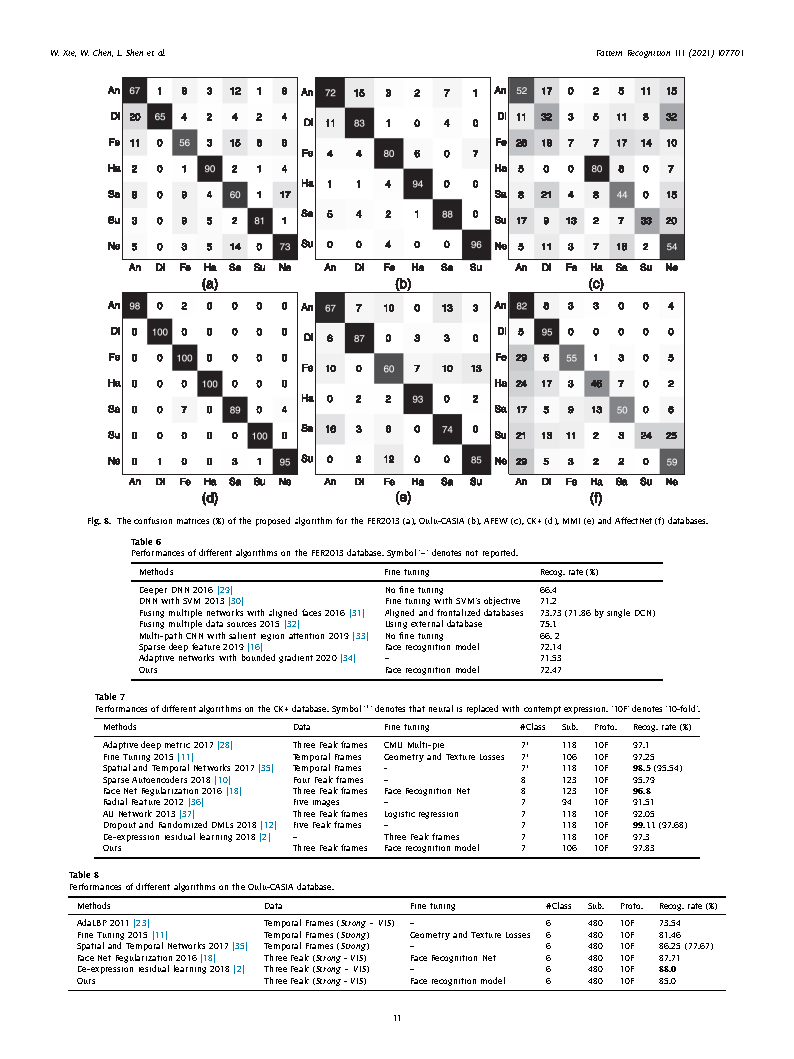 W. Xie, W. Chen, L. Shen et al.
Pattern Recognition 111 (2021) 107701
An 67 1 8 3 12 1 8
Di 20 65 4 2 4 2 4
Fe 11 0 56 3 15 8 8
Ha 2 0 1 90 2 1 4
Sa 9 0 9 4 60 1 17
Su 3 0 9 5 2 81 1
Ne 5 0 3 5 14 0 73
An Di Fe Ha Sa Su Ne
(a)
An 72 15 3 2 7 1
Di 11 83 1 0 4 0
Fe 4 4 80 6 0 7
Ha 1 1 4 94 0 0
Sa 5 4 2 1 88 0
Su 0 0 4 0 0 96
An Di Fe Ha Sa Su
(b)
An 52 17 0 2 5 11 15
Di 11 32 3 5 11 8 32
Fe 26 19 7 7 17 14 10
Ha 5 0 0 80 8 0 7
Sa 8 21 4 8 44 0 15
Su 17 9 13 2 7 33 20
Ne 5 11 3 7 18 2 54
An Di Fe Ha Sa Su Ne
(c)
An 98 0 2 0 0 0 0
Di 0 100 0 0 0 0 0
Fe 0 0 100 0 0 0 0
Ha 0 0 0 100 0 0 0
Sa 0 0 7 0 89 0 4
Su 0 0 0 0 0 100 0
Ne 0 1 0 0 3 1 95
An Di Fe Ha Sa Su Ne
(d)
An 67 7 10 0 13 3
Di 6 87 0 3 3 0
Fe 10 0 60 7 10 13
Ha 0 2 2 93 0 2
Sa 16 3 6 0 74 0
Su 0 2 12 0 0 85
An Di Fe Ha Sa Su
(e)
An 82 8 3 3 0 0 4
Di 5 95 0 0 0 0 0
Fe 29 6 55 1 3 0 5
Ha 24 17 3 46 7 0 2
Sa 17 5 9 13 50 0 6
Su 21 13 11 2 3 24 25
Ne 29 5 3 2 2 0 59
An Di Fe Ha Sa Su Ne
(f)
Fig. 8. The confusion matrices (%) of the proposed algorithm for the FER2013 (a), Oulu-CASIA (b), AFEW (c), CK+ (d), MMI (e) and AffectNet (f) databases.
Table 6
Performances of different algorithms on the FER2013 database. Symbol '–' denotes not reported.
Methods Fine tuning Recog. rate (%)
Deeper DNN 2016 [29] No fine tuning 66.4
DNN with SVM 2013 [30] Fine tuning with SVM's objective 71.2
Fusing multiple networks with aligned faces 2016 [31] Aligned and frontalized databases 73.73 (71.86 by single DCN)
Fusing multiple data sources 2015 [32] Using external database 75.1
Multi-path CNN with salient region attention 2019 [33] No fine tuning 66. 2
Sparse deep feature 2019 [16] Face recognition model 72.14
Adaptive networks with bounded gradient 2020 [34] – 71.53
Ours Face recognition model 72.47
Table 7
Performances of different algorithms on the CK+ database. Symbol '*' denotes that neural is replaced with contempt expression. '10F' denotes '10-fold'.
Methods Data Fine tuning #Class Sub. Proto. Recog. rate (%)
Adaptive deep metric 2017 [28] Three Peak frames CMU Multi-pie 7* 118 10F 97.1
Fine Tuning 2015 [11] Temporal Frames Geometry and Texture Losses 7* 106 10F 97.25
Spatial and Temporal Networks 2017 [35] Temporal Frames – 7* 118 10F 98.5 (95.54)
Sparse Autoencoders 2018 [10] Four Peak frames – 8 123 10F 95.79
Face Net Regularization 2016 [18] Three Peak frames Face Recognition Net 8 123 10F 96.8
Radial Feature 2012 [36] Five images – 7 94 10F 91.51
AU Network 2013 [37] Three Peak frames Logistic regression 7 118 10F 92.05
Dropout and Randomized DMLs 2018 [12] Five Peak frames – 7 118 10F 99.11 (97.68)
De-expression residual learning 2018 [2] – Three Peak frames 7 118 10F 97.3
Ours Three Peak frames Face recognition model 7 106 10F 97.83
Table 8
Performances of different algorithms on the Oulu-CASIA database.
Methods Data Fine tuning #Class Sub. Proto. Recog. rate (%)
AdaLBP 2011 [23] Temporal Frames (Strong – VIS) – 6 480 10F 73.54
Fine Tuning 2015 [11] Temporal Frames (Strong) Geometry and Texture Losses 6 480 10F 81.46
Spatial and Temporal Networks 2017 [35] Temporal Frames (Strong) – 6 480 10F 86.25 (77.67)
Face Net Regularization 2016 [18] Three Peak (Strong – VIS) Face Recognition Net 6 480 10F 87.71
De-expression residual learning 2018 [2] Three Peak (Strong – VIS) – 6 480 10F 88.0
Ours Three Peak (Strong – VIS) Face recognition model 6 480 10F 85.0
11